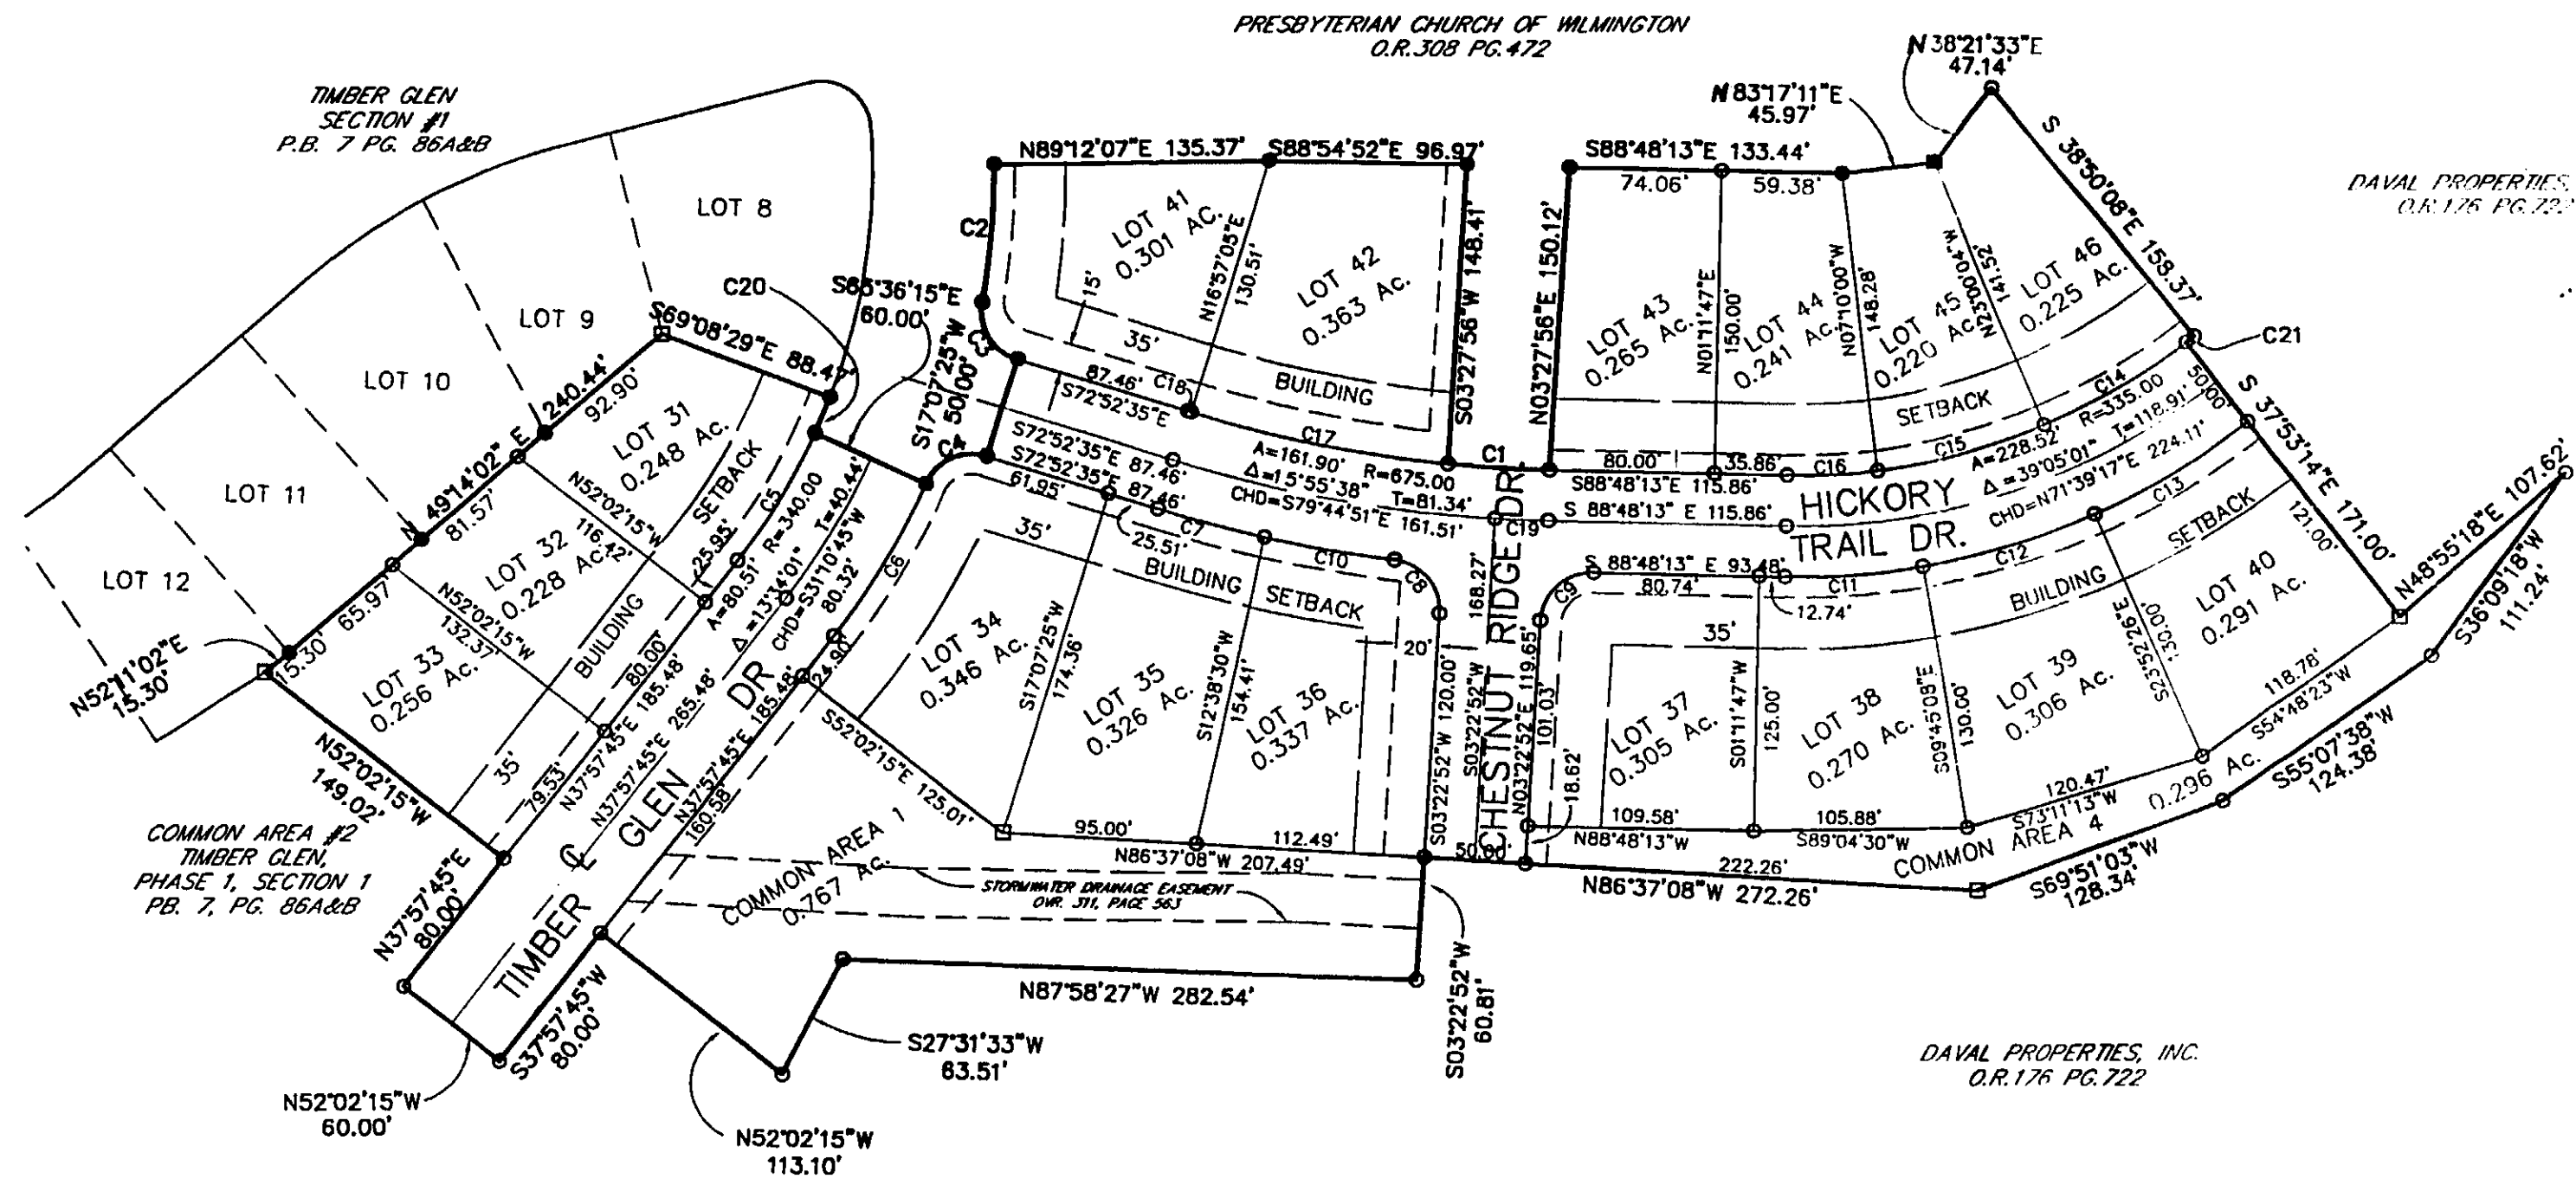 PRESBYTERIAN CHURCH OF WILMINGTON
O.R.308 PG.472
TIMBER GLEN
SECTION #1
P.B. 7 PG. 86A&B
N 38°21'33"E
47.14'
N 83°17'11"E
45.97'
S 38°50'08"E 158.37'
DAVAL PROPERTIES,
O.R.176 PG.722
N89°12'07"E 135.37'
S88°54'52"E 96.97'
S88°48'13"E 133.44'
74.06'
59.38'
LOT 8
LOT 9
LOT 10
LOT 11
LOT 12
C2
C3
C20
S65°36'15"E
60.00'
S69°08'29"E 88.47'
S17°07'25"W
50.00'
C4
LOT 41
0.301 AC.
15'
35'
N16°57'05"E
130.51'
LOT 42
0.363 Ac.
BUILDING
S03°27'56"W 148.41'
N03°27'56"E 150.12'
LOT 43
0.265 Ac.
N01°11'47"E
150.00'
LOT 44
0.241 Ac.
N07°10'00"W
148.28'
LOT 45
0.220 Ac.
N23°00'04"W
141.52'
LOT 46
0.225 Ac.
SETBACK
C21
C14
R=335.00
T=118.91'
A=228.52'
Δ=39°05'01"
CHD=N71°39'17"E 224.11'
C15
C16
50.00'
S 37°53'14"E 171.00'
121.00'
N48°55'18"E 107.62'
S36°09'18"W
111.24'
N 49°14'02" E 240.44'
92.90'
81.57'
65.97'
15.30'
N52°11'02"E
15.30'
LOT 31
0.248 Ac.
N52°02'15"W
116.42'
LOT 32
0.228 Ac.
N52°02'15"W
132.37'
LOT 33
0.256 Ac.
BUILDING
SETBACK
35'
C5
25.95'
80.00'
79.53'
A=80.51'
R=340.00
Δ=13°34'01"
T=40.44'
CHD=S31°10'45"W
80.32'
C6
24.90'
N37°57'45"E 185.48'
N37°57'45"E 265.48'
N37°57'45"E 185.48'
160.58'
TIMBER GLEN DR
87.46'
C18
S72°52'35"E
S72°52'35"E 87.46'
S72°52'35"E 87.46'
61.95'
25.51'
C17
A=161.90'
R=675.00
Δ=15°55'38"
T=81.34'
CHD=S79°44'51"E 161.51'
C1
80.00'
35.86'
S88°48'13"E 115.86'
S 88°48'13" E 115.86'
C19
HICKORY
TRAIL DR.
S 88°48'13" E 93.48'
80.74'
12.74'
C7
C10
C8
C9
C11
C12
C13
35'
BUILDING SETBACK
20'
168.27'
CHESTNUT RIDGE DR.
LOT 34
0.346 Ac.
S17°07'25"W
174.36'
LOT 35
0.326 Ac.
S12°38'30"W
154.41'
LOT 36
0.337 Ac.
S03°22'52"W 120.00'
S03°22'52"W
N03°22'52"E 119.65'
101.03'
18.62'
35'
BUILDING
SETBACK
LOT 37
0.305 Ac.
S01°11'47"W
125.00'
LOT 38
0.270 Ac.
S09°45'08"E
130.00'
LOT 39
0.306 Ac.
S23°52'26"E
130.00'
LOT 40
0.291 Ac.
118.78'
S54°48'23"W
S55°07'38"W
124.38'
120.47'
S73°11'13"W
0.296 Ac.
COMMON AREA 4
S69°51'03"W
128.34'
109.58'
N88°48'13"W
105.88'
S89°04'30"W
222.26'
N86°37'08"W 272.26'
50.00'
S52°02'15"E 125.01'
95.00'
112.49'
N86°37'08"W 207.49'
COMMON AREA 1
0.767 Ac.
STORMWATER DRAINAGE EASEMENT
OVR. 311, PAGE 563
N52°02'15"W
149.02'
COMMON AREA #2
TIMBER GLEN,
PHASE 1, SECTION 1
PB. 7, PG. 86A&B
N37°57'45"E
80.00'
S37°57'45"W
80.00'
N52°02'15"W
60.00'
N52°02'15"W
113.10'
S27°31'33"W
63.51'
N87°58'27"W 282.54'
S03°22'52"W
60.81'
DAVAL PROPERTIES, INC.
O.R.176 PG.722